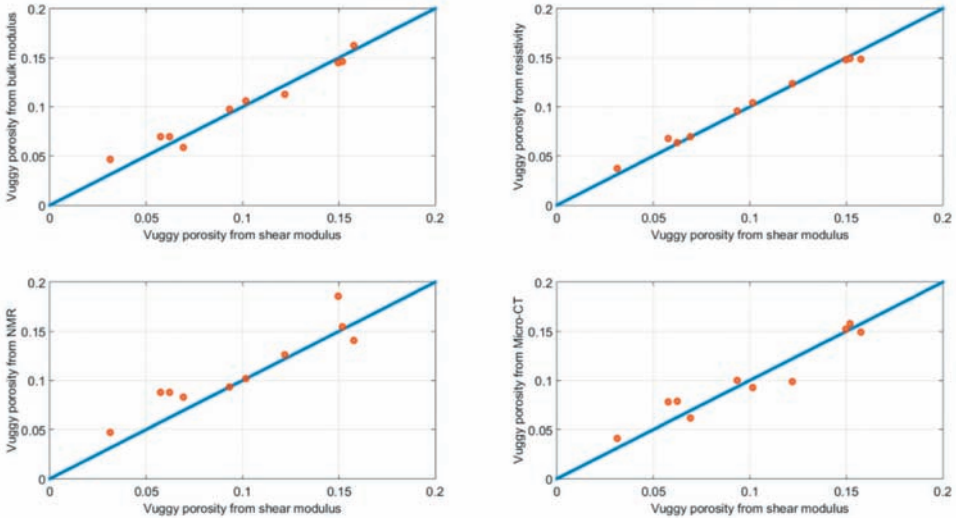 0.2
0.15
0.1
0.05
0
Vuggy porosity from bulk modulus
0 0.05 0.1 0.15 0.2
Vuggy porosity from shear modulus
0.2
0.15
0.1
0.05
0
Vuggy porosity from resistivity
0 0.05 0.1 0.15 0.2
Vuggy porosity from shear modulus
0.2
0.15
0.1
0.05
0
Vuggy porosity from NMR
0 0.05 0.1 0.15 0.2
Vuggy porosity from shear modulus
0.2
0.15
0.1
0.05
0
Vuggy porosity from Micro-CT
0 0.05 0.1 0.15 0.2
Vuggy porosity from shear modulus